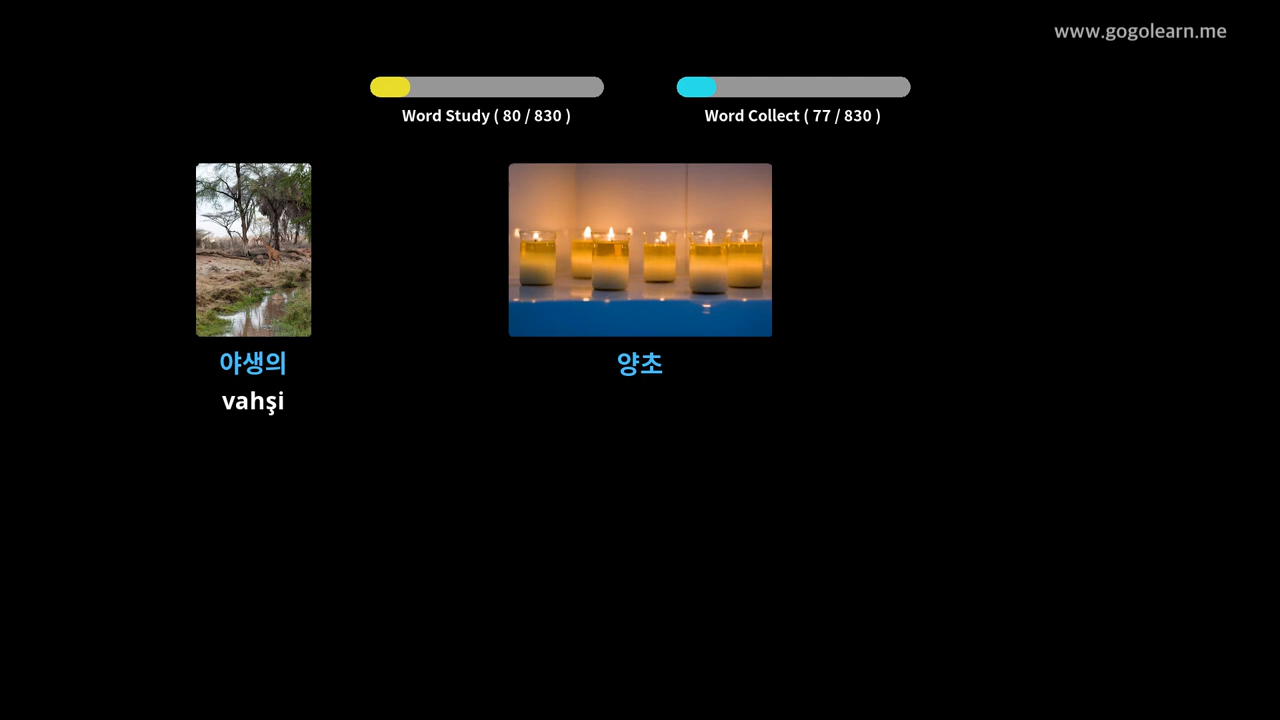 www.gogolearn.me
Word Study ( 80 / 830 )
Word Collect ( 77 / 830 )
야생의
vahşi
양초